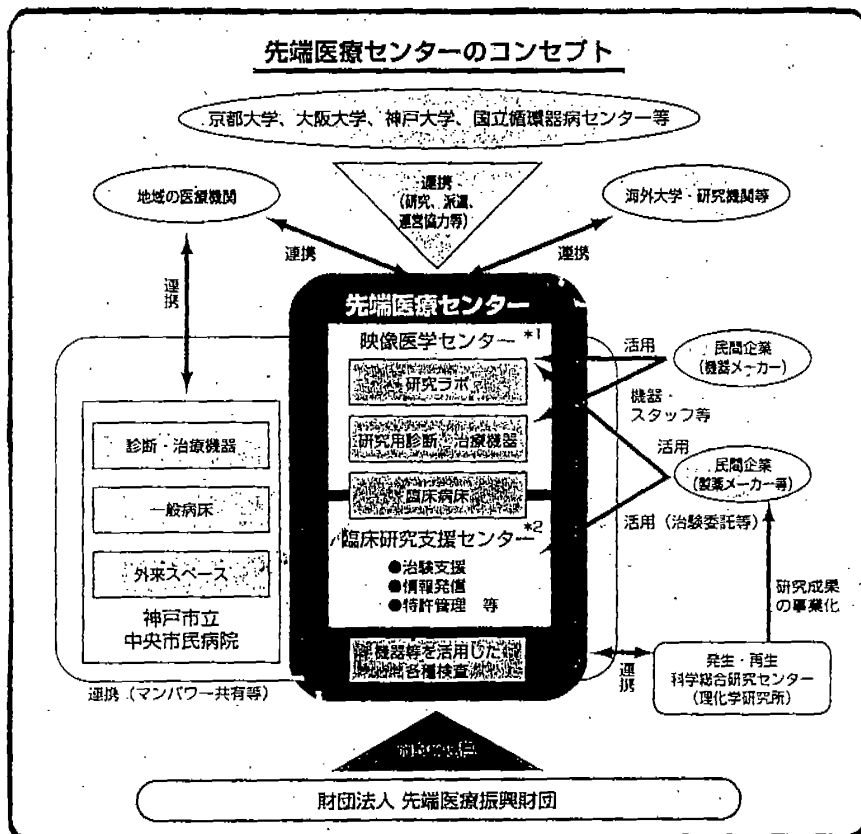 先端医療センターのコンセプト
京都大学、大阪大学、神戸大学、国立循環器病センター等
連携
(研究、派遣、
運営協力等)
地域の医療機関
海外大学・研究機関等
連携
連携
連携
先端医療センター
映像医学センター *1
研究ラボ
研究用診断・治療機器
臨床病床
臨床研究支援センター *2
●治験支援
●情報発信
●特許管理 等
機器等を活用した
各種検査
診断・治療機器
一般病床
外来スペース
神戸市立
中央市民病院
連携(マンパワー共有等)
活用
民間企業
(機器メーカー)
機器・
スタッフ等
活用
民間企業
(製薬メーカー等)
活用(治験委託等)
研究成果
の事業化
連携
発生・再生
科学総合研究センター
(理化学研究所)
財団法人 先端医療振興財団